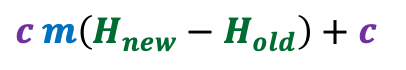 c m(H_new − H_old) + c